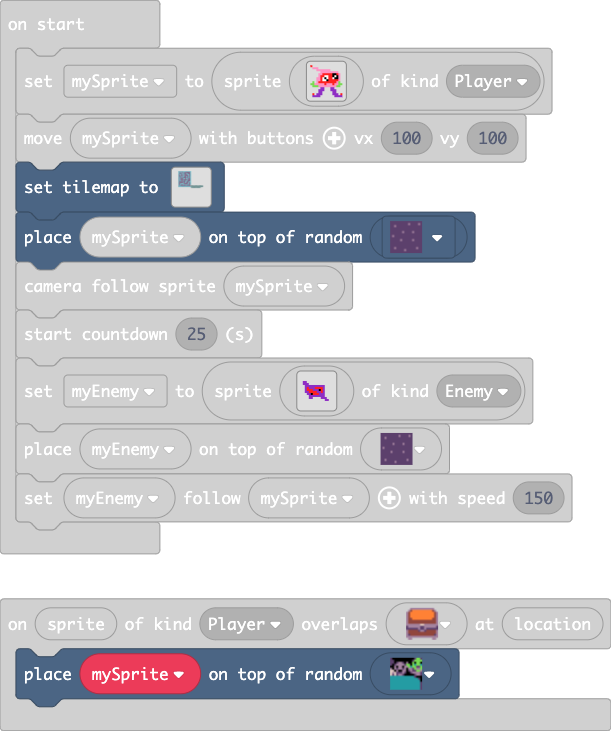 on start
set mySprite to sprite of kind Player
move mySprite with buttons vx 100 vy 100
set tilemap to
place mySprite on top of random
camera follow sprite mySprite
start countdown 25 (s)
set myEnemy to sprite of kind Enemy
place myEnemy on top of random
set myEnemy follow mySprite with speed 150
on sprite of kind Player overlaps at location
place mySprite on top of random